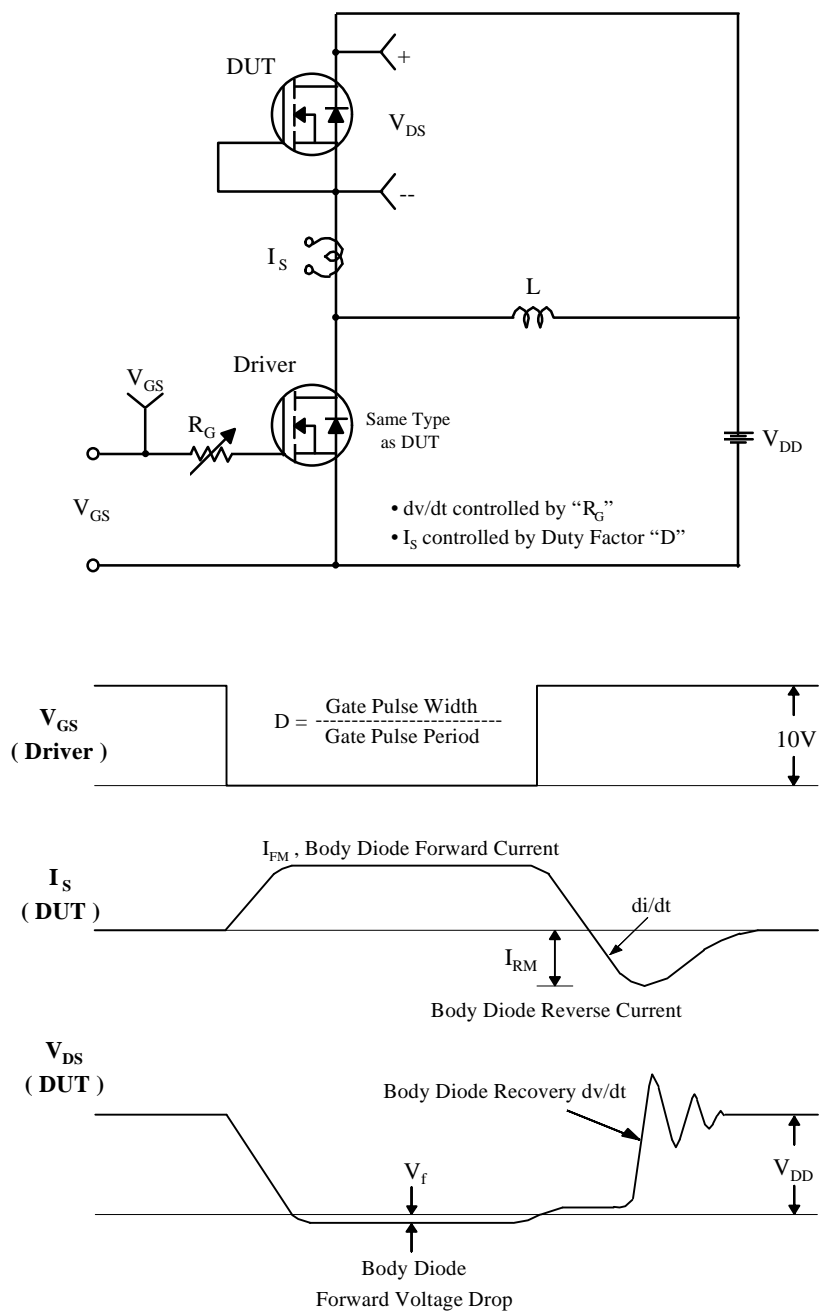 +
DUT
V_DS
--
I_S
L
Driver
V_GS
R_G
Same Type
as DUT
V_DD
V_GS
• dv/dt controlled by “R_G”
• I_S controlled by Duty Factor “D”
V_GS
( Driver )
D =
Gate Pulse Width
--------------------------
Gate Pulse Period
10V
I_FM , Body Diode Forward Current
I_S
( DUT )
di/dt
I_RM
Body Diode Reverse Current
V_DS
( DUT )
Body Diode Recovery dv/dt
V_f
V_DD
Body Diode
Forward Voltage Drop